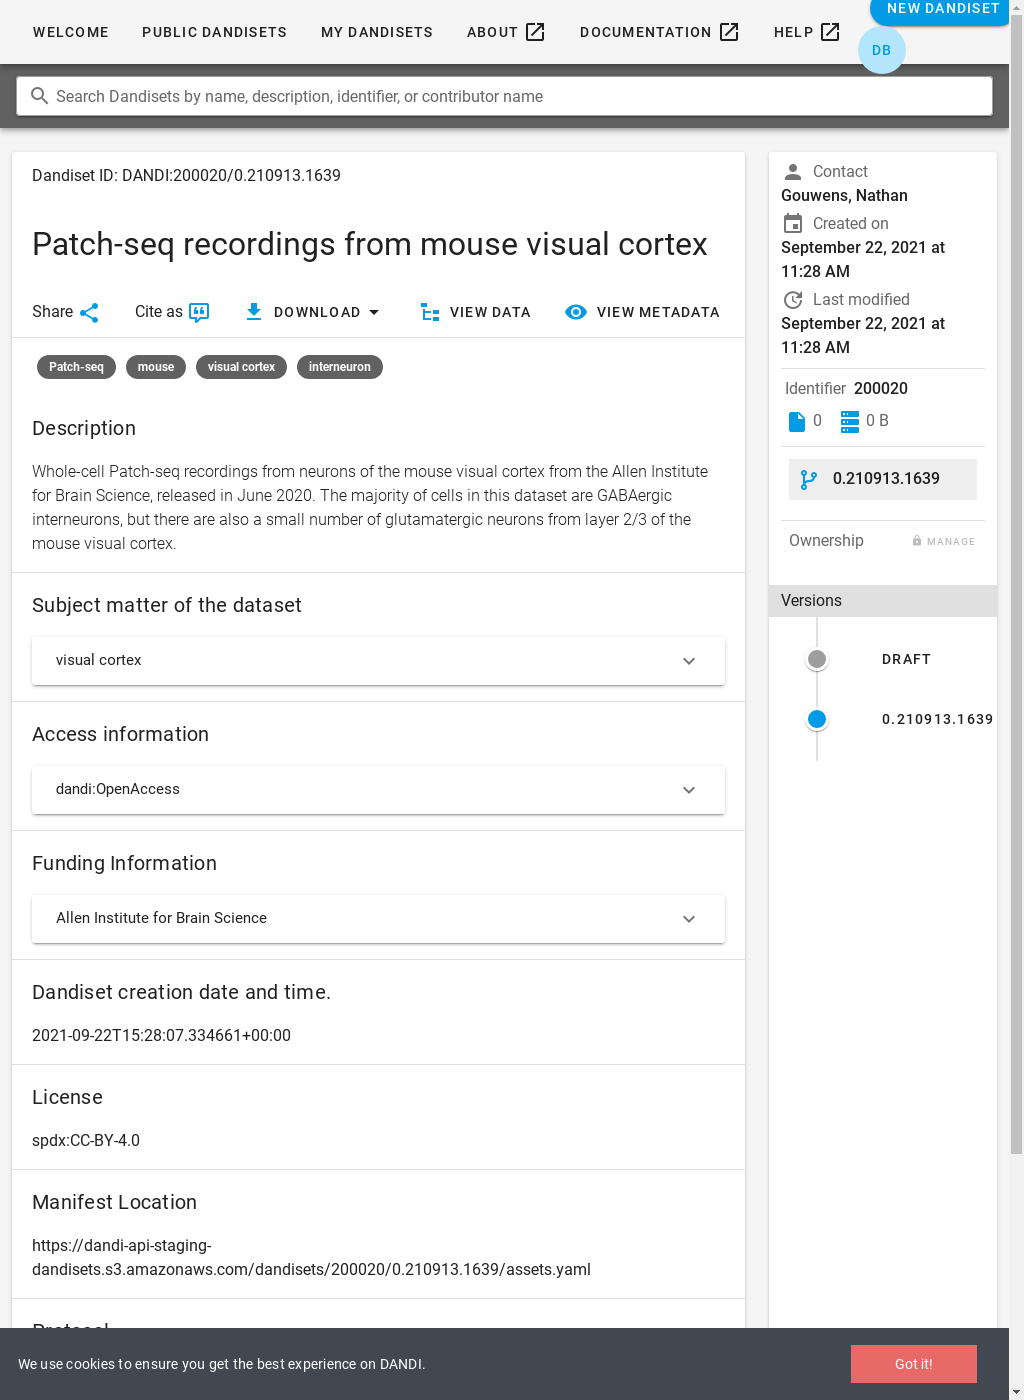 WELCOME
PUBLIC DANDISETS
MY DANDISETS
ABOUT
DOCUMENTATION
HELP
NEW DANDISET
DB
Search Dandisets by name, description, identifier, or contributor name
Dandiset ID: DANDI:200020/0.210913.1639
Patch-seq recordings from mouse visual cortex
Share
Cite as
DOWNLOAD
VIEW DATA
VIEW METADATA
Patch-seq
mouse
visual cortex
interneuron
Description
Whole-cell Patch-seq recordings from neurons of the mouse visual cortex from the Allen Institute
for Brain Science, released in June 2020. The majority of cells in this dataset are GABAergic
interneurons, but there are also a small number of glutamatergic neurons from layer 2/3 of the
mouse visual cortex.
Subject matter of the dataset
visual cortex
Access information
dandi:OpenAccess
Funding Information
Allen Institute for Brain Science
Dandiset creation date and time.
2021-09-22T15:28:07.334661+00:00
License
spdx:CC-BY-4.0
Manifest Location
https://dandi-api-staging-
dandisets.s3.amazonaws.com/dandisets/200020/0.210913.1639/assets.yaml
Protocol
Contact
Gouwens, Nathan
Created on
September 22, 2021 at
11:28 AM
Last modified
September 22, 2021 at
11:28 AM
Identifier 200020
0
0 B
0.210913.1639
Ownership
MANAGE
Versions
DRAFT
0.210913.1639
We use cookies to ensure you get the best experience on DANDI.
Got it!